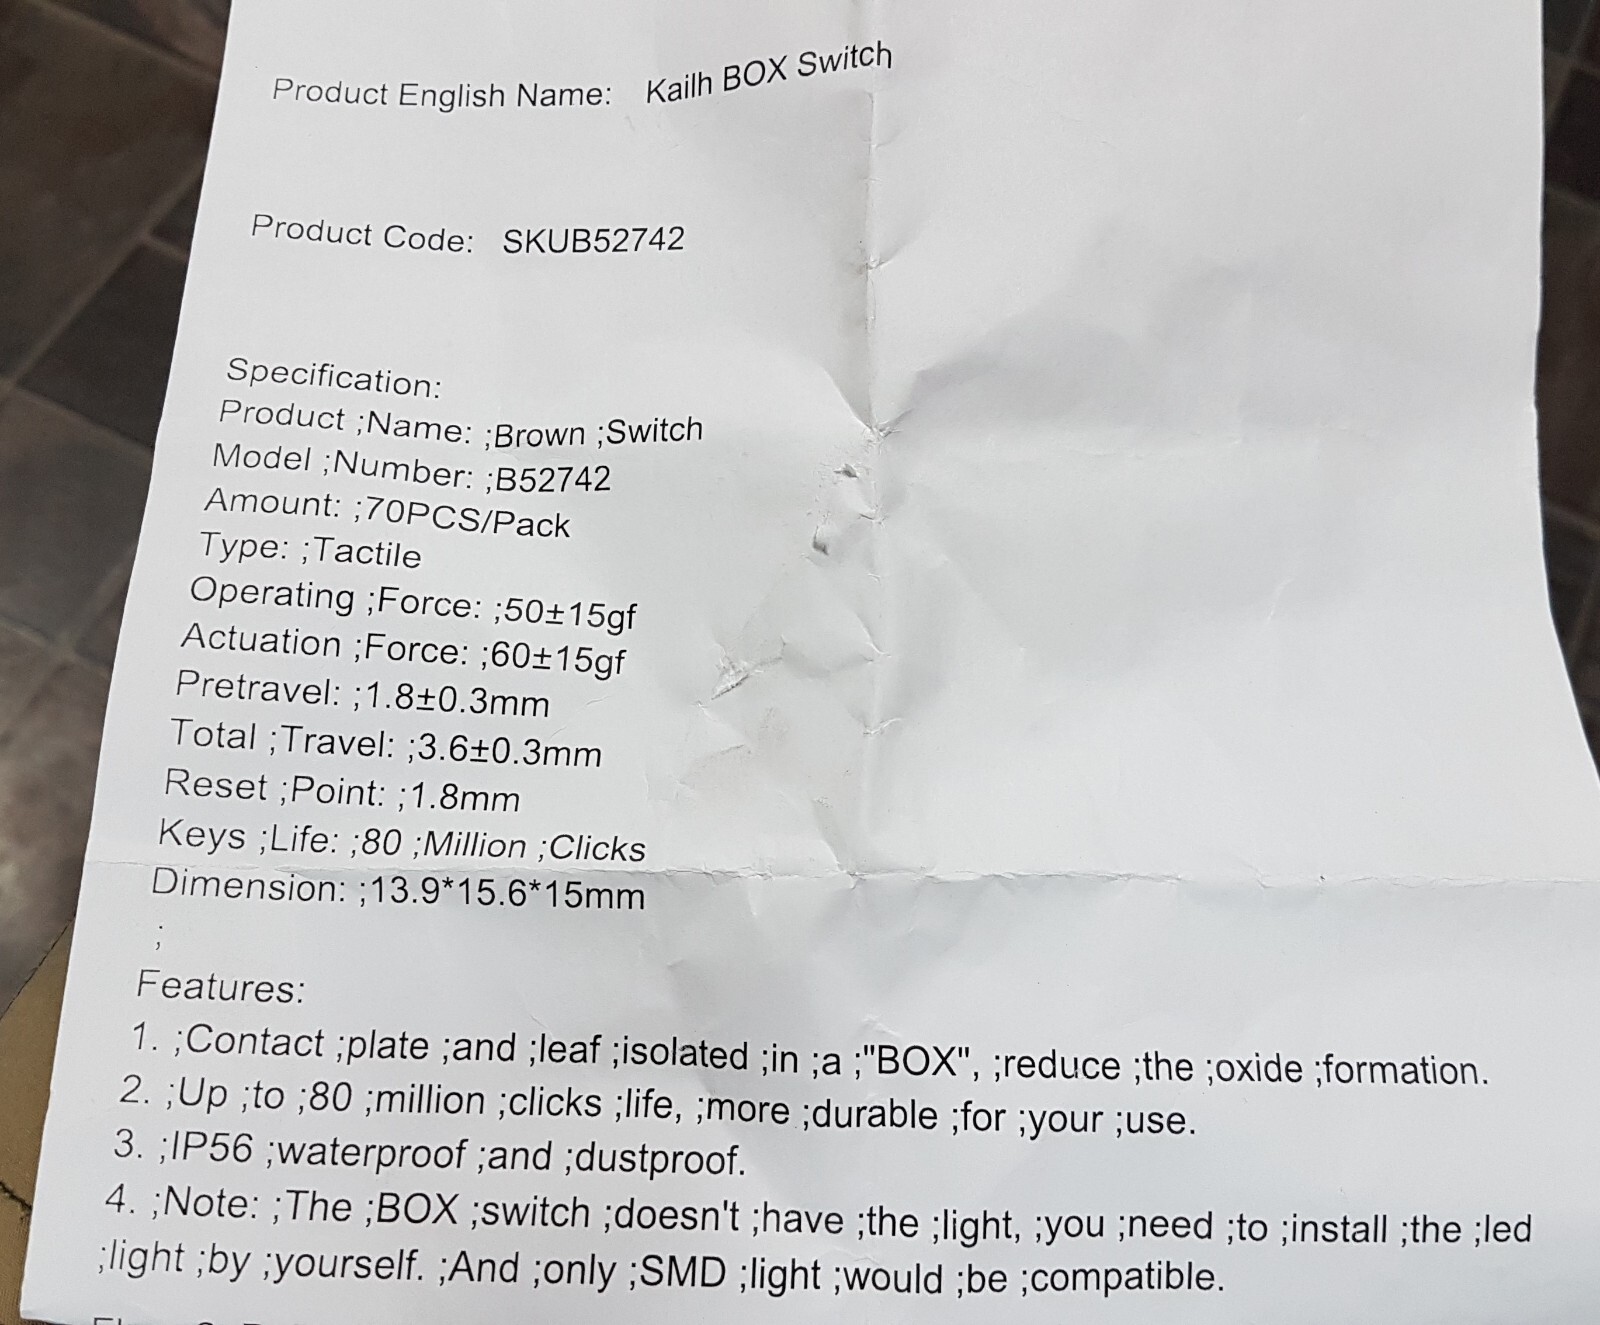 Product English Name: Kailh BOX Switch
Product Code: SKUB52742
Specification:
Product ;Name: ;Brown ;Switch
Model ;Number: ;B52742
Amount: ;70PCS/Pack
Type: ;Tactile
Operating ;Force: ;50±15gf
Actuation ;Force: ;60±15gf
Pretravel: ;1.8±0.3mm
Total ;Travel: ;3.6±0.3mm
Reset ;Point: ;1.8mm
Keys ;Life: ;80 ;Million ;Clicks
Dimension: ;13.9*15.6*15mm
;
Features:
1. ;Contact ;plate ;and ;leaf ;isolated ;in ;a ;"BOX", ;reduce ;the ;oxide ;formation.
2. ;Up ;to ;80 ;million ;clicks ;life, ;more ;durable ;for ;your ;use.
3. ;IP56 ;waterproof ;and ;dustproof.
4. ;Note: ;The ;BOX ;switch ;doesn't ;have ;the ;light, ;you ;need ;to ;install ;the ;led
;light ;by ;yourself. ;And ;only ;SMD ;light ;would ;be ;compatible.